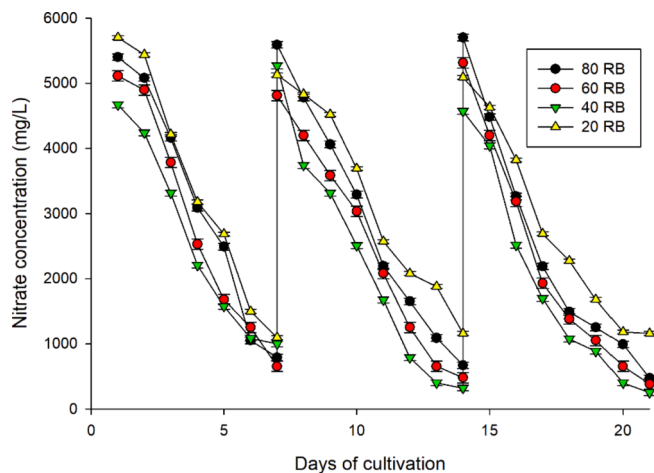 6000
5000
4000
3000
2000
1000
0
Nitrate concentration (mg/L)
80 RB
60 RB
40 RB
20 RB
0 5 10 15 20
Days of cultivation